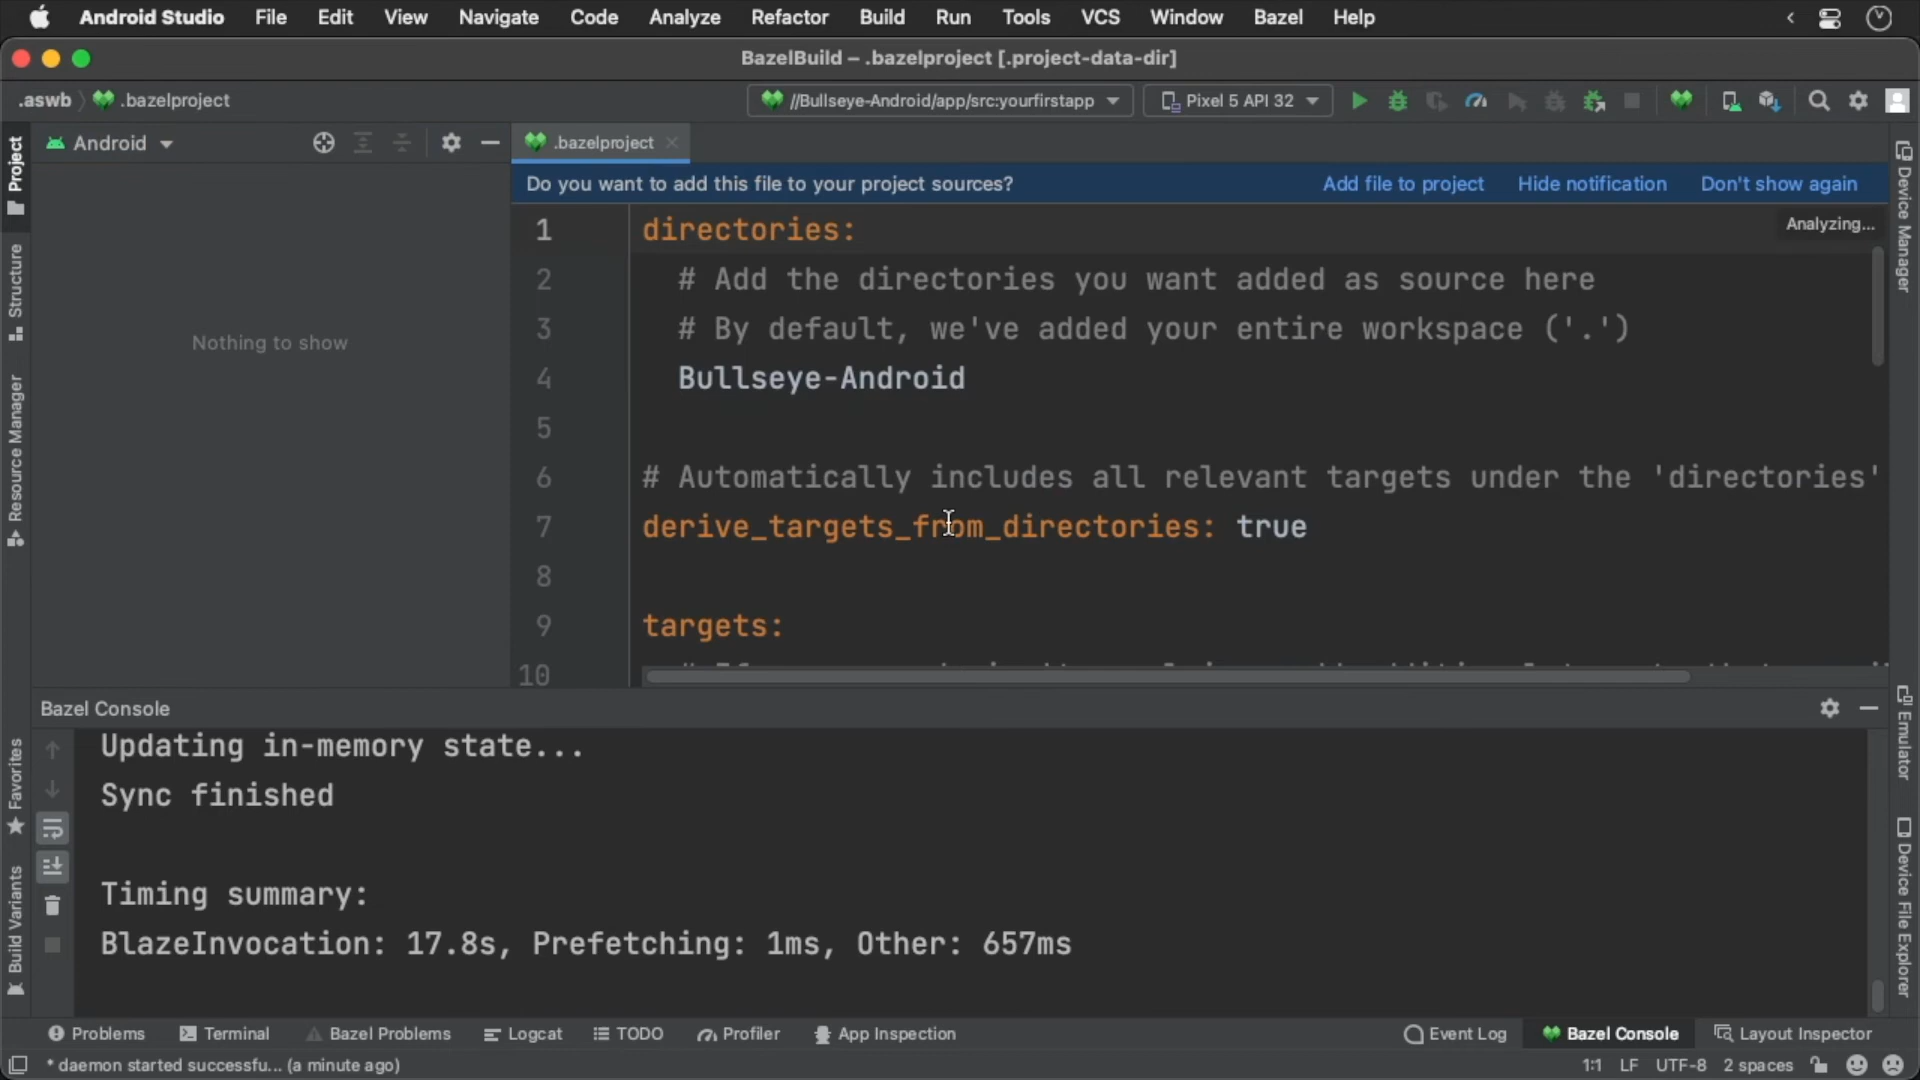 Android Studio File Edit View Navigate Code Analyze Refactor Build Run Tools VCS Window Bazel Help
BazelBuild – .bazelproject [.project-data-dir]
.aswb .bazelproject //Bullseye-Android/app/src:yourfirstapp Pixel 5 API 32
Project
Structure
Resource Manager
Favorites
Build Variants
Android
Nothing to show
.bazelproject
Do you want to add this file to your project sources? Add file to project Hide notification Don't show again
Analyzing...
1 directories:
2 # Add the directories you want added as source here
3 # By default, we've added your entire workspace ('.')
4 Bullseye-Android
5
6 # Automatically includes all relevant targets under the 'directories'
7 derive_targets_from_directories: true
8
9 targets:
10
Device Manager
Emulator
Device File Explorer
Bazel Console
Updating in-memory state...
Sync finished
Timing summary:
BlazeInvocation: 17.8s, Prefetching: 1ms, Other: 657ms
Problems Terminal Bazel Problems Logcat TODO Profiler App Inspection Event Log Bazel Console Layout Inspector
* daemon started successfu... (a minute ago) 1:1 LF UTF-8 2 spaces